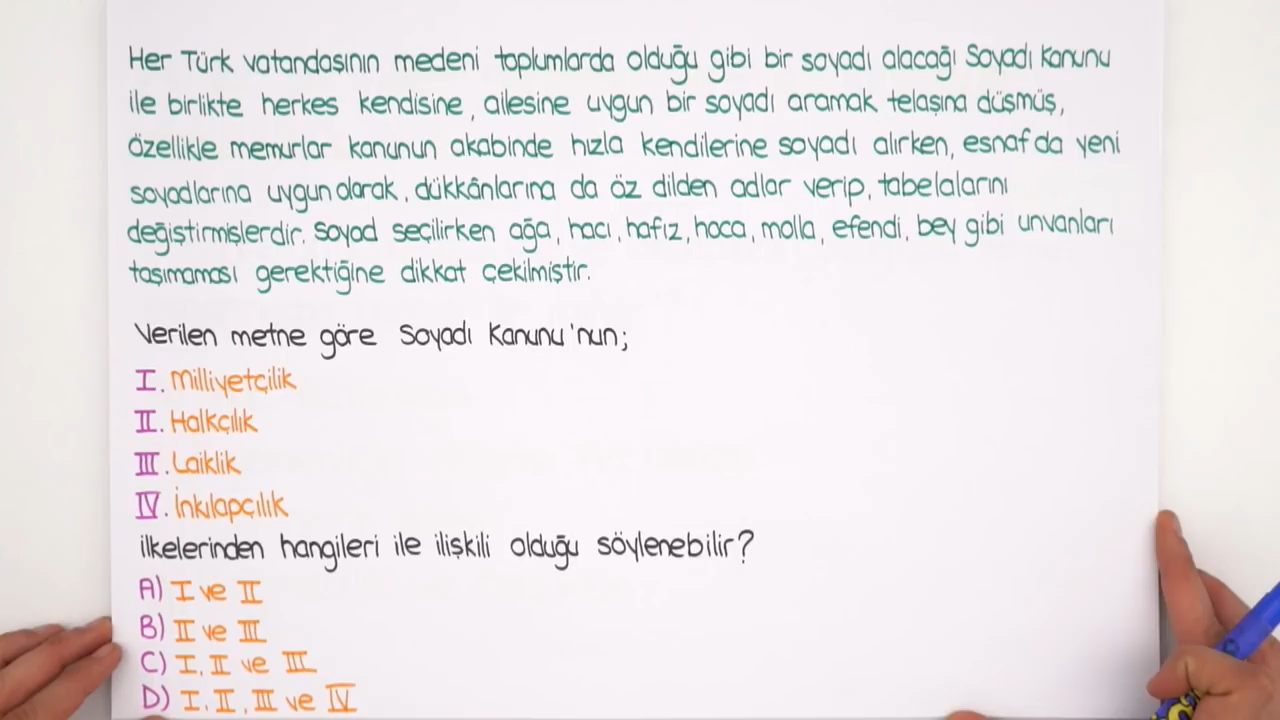 Her Türk vatandaşının medeni toplumlarda olduğu gibi bir soyadı alacağı Soyadı Kanunu
ile birlikte herkes kendisine, ailesine uygun bir soyadı aramak telaşına düşmüş,
özellikle memurlar kanunun akabinde hızla kendilerine soyadı alırken, esnaf da yeni
soyadlarına uygun olarak, dükkânlarına da öz dilden adlar verip, tabelalarını
değiştirmişlerdir. Soyad seçilirken ağa, hacı, hafız, hoca, molla, efendi, bey gibi unvanları
taşımaması gerektiğine dikkat çekilmiştir.
Verilen metne göre Soyadı Kanunu'nun;
I. Milliyetçilik
II. Halkçılık
III. Laiklik
IV. İnkılapçılık
ilkelerinden hangileri ile ilişkili olduğu söylenebilir?
A) I ve II
B) II ve III
C) I, II ve III
D) I, II, III ve IV